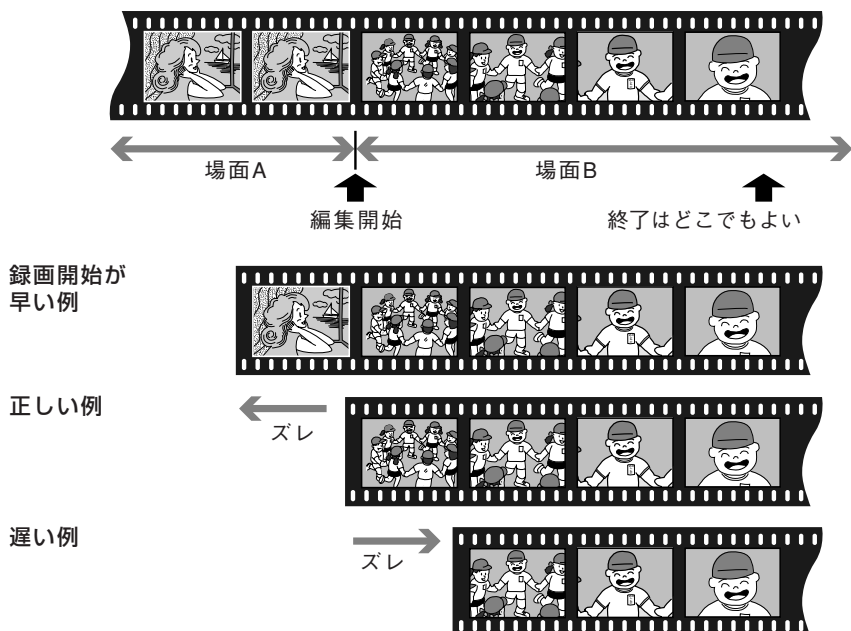 場面A
場面B
編集開始
終了はどこでもよい
録画開始が
早い例
正しい例
ズレ
遅い例
ズレ